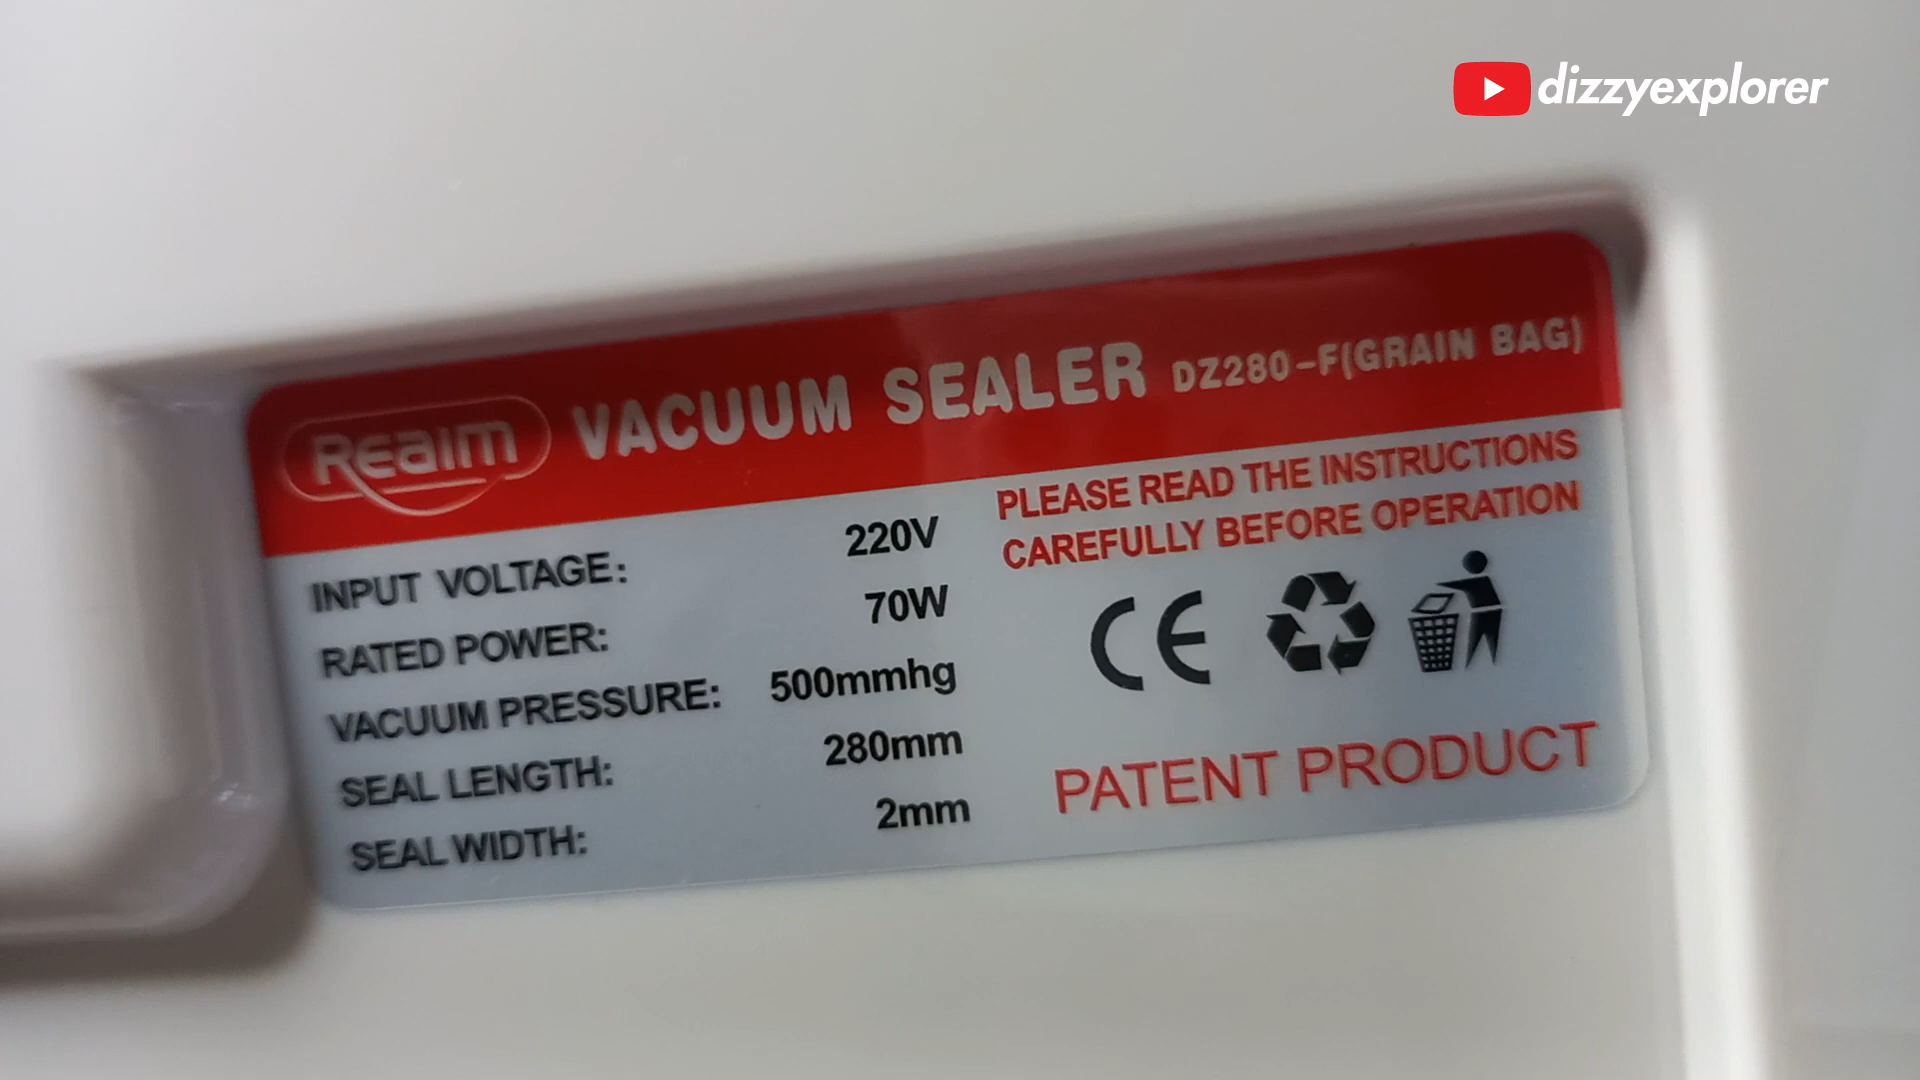 dizzyexplorer
Reaim VACUUM SEALER DZ280-F(GRAIN BAG)
INPUT VOLTAGE: 220V
RATED POWER: 70W
VACUUM PRESSURE: 500mmhg
SEAL LENGTH: 280mm
SEAL WIDTH: 2mm
PLEASE READ THE INSTRUCTIONS
CAREFULLY BEFORE OPERATION
CE
PATENT PRODUCT